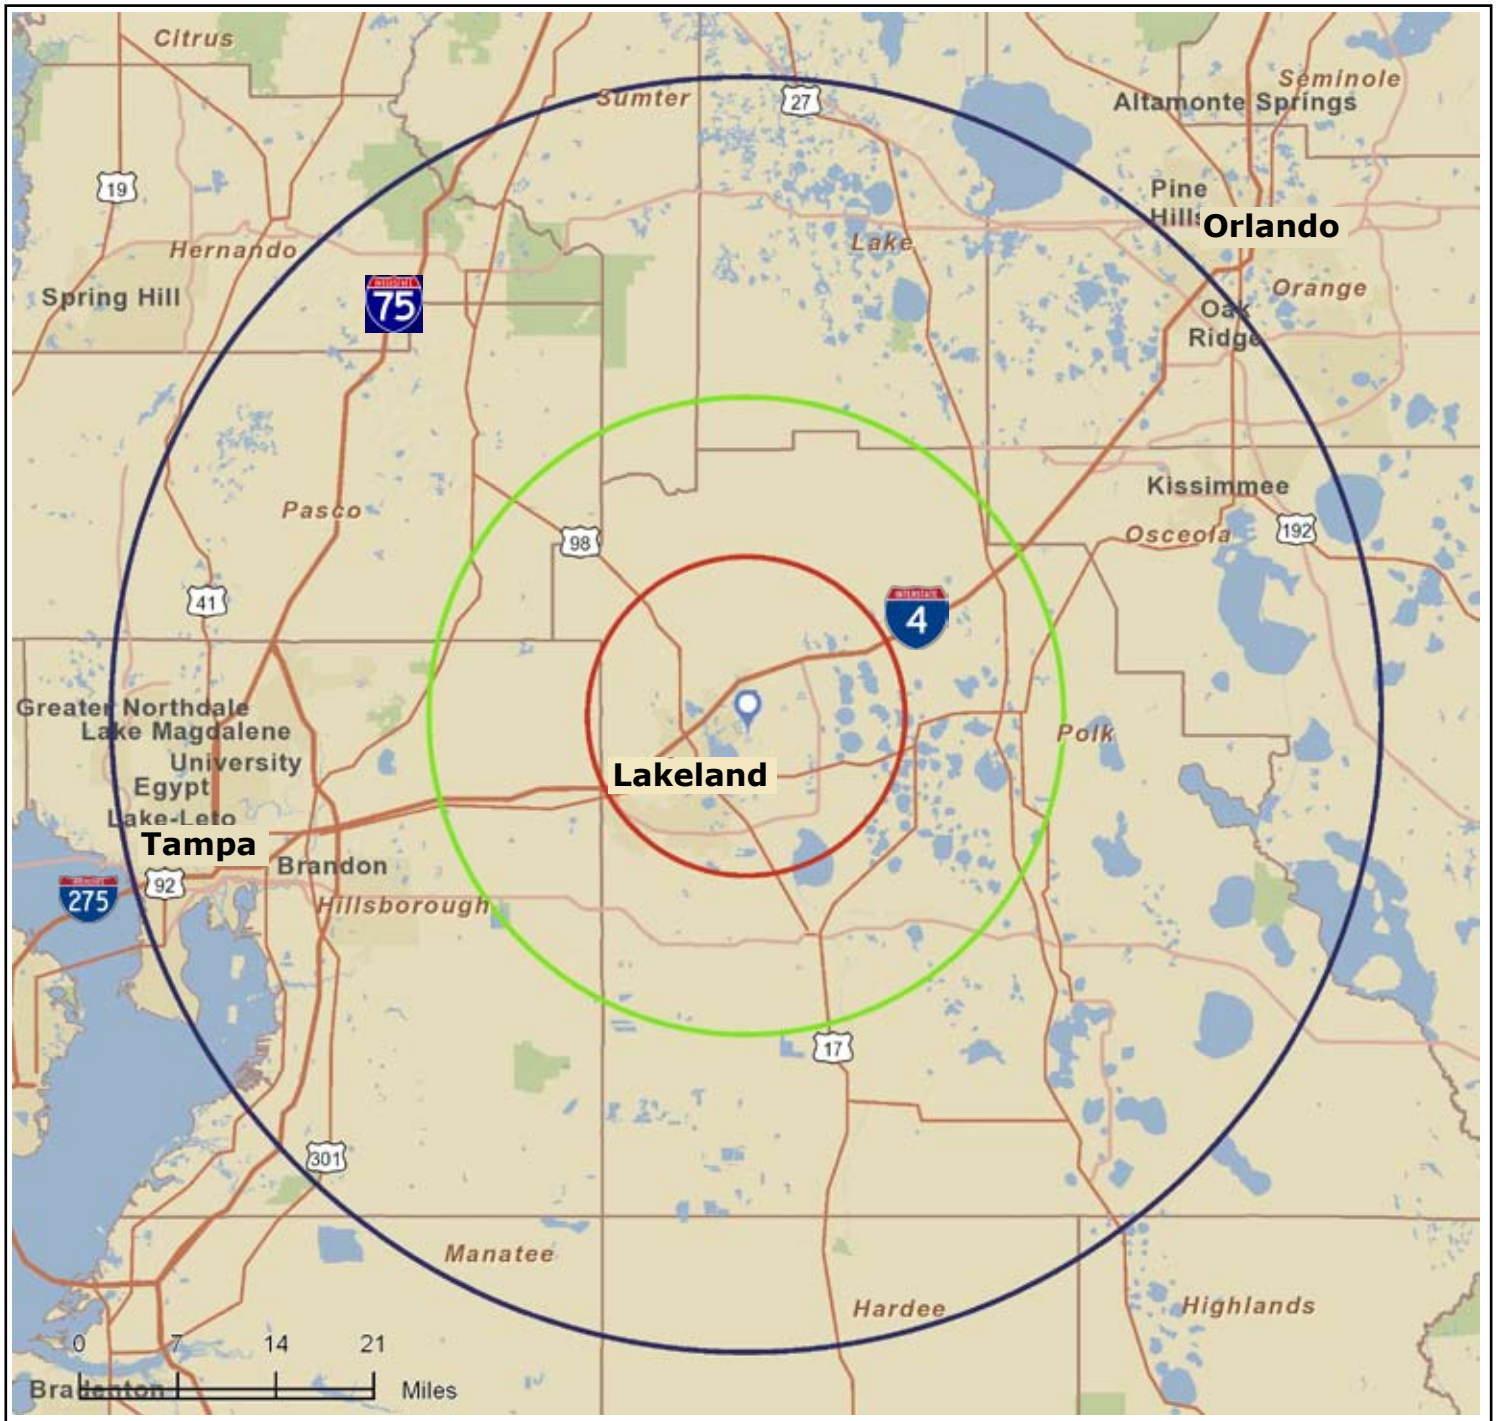 Citrus
Sumter
27
Seminole
Altamonte Springs
19
Pine
Hills
Orlando
Hernando
Lake
Spring Hill
INTERSTATE
75
Orange
Oak
Ridge
Pasco
Kissimmee
98
Osceola
192
41
INTERSTATE
4
Greater Northdale
Lake Magdalene
University
Polk
Egypt
Lakeland
Lake-Leto
Tampa
Brandon
92
275
Hillsborough
17
301
Manatee
Hardee
Highlands
0 7 14 21
Bradenton
Miles